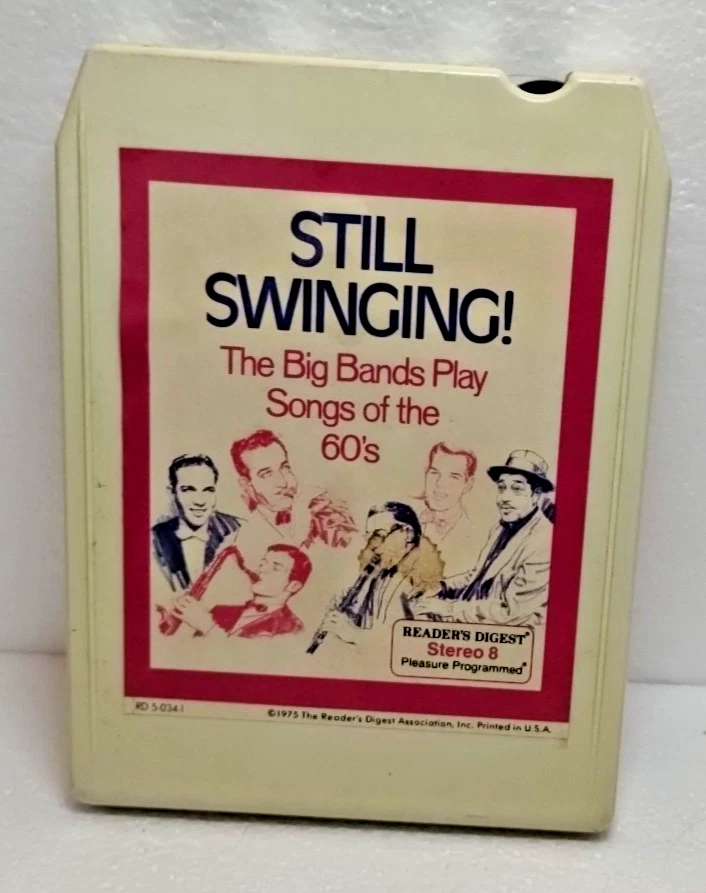 STILL
SWINGING!
The Big Bands Play
Songs of the
60's
READER'S DIGEST®
Stereo 8
Pleasure Programmed®
RD 5-034-1
©1975 The Reader's Digest Association, Inc. Printed in U.S.A.